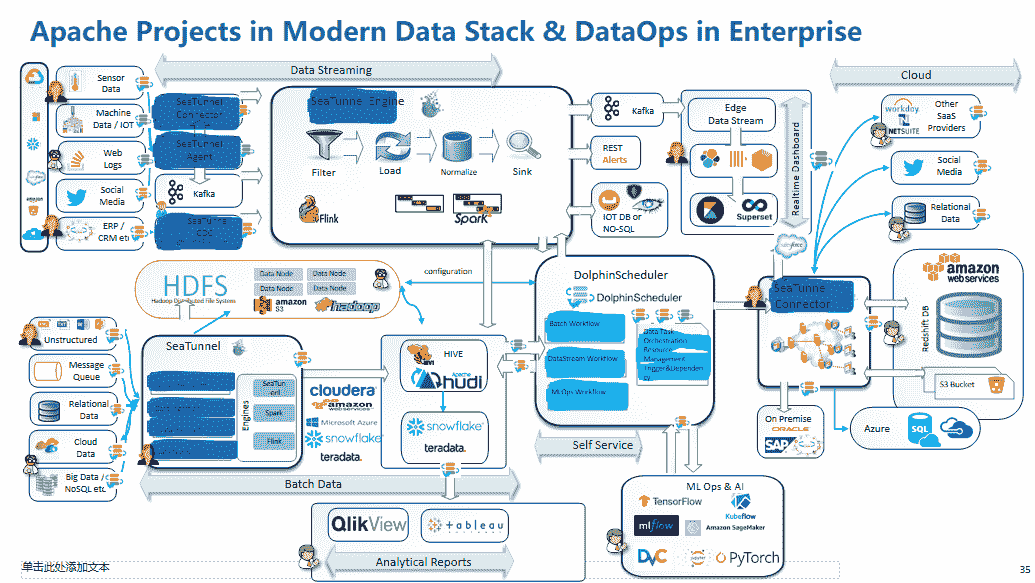 Apache Projects in Modern Data Stack & DataOps in Enterprise
Data Streaming
Cloud
Sensor
Data
Machine
Data / IOT
Web
Logs
Social
Media
ERP /
CRM etc
SeaTunnel
Connector
SeaTunnel
Agent
Kafka
SeaTunnel
CDC
SeaTunnel Engine
Filter
Load
Normalize
Sink
Flink
Spark
Kafka
REST
Alerts
IOT DB or
NO-SQL
Edge
Data Stream
Superset
Realtime Dashboard
workday
NETSUITE
Other
SaaS
Providers
Social
Media
Relational
Data
HDFS
Hadoop Distributed File Systems
Data Node
Data Node
Data Node
Data Node
amazon
S3
hadoop
configuration
DolphinScheduler
DolphinScheduler
Batch Workflow
DataStream Workflow
MLOps Workflow
Data Task
Orchestration
Resource
Management
Trigger&Dependen
cy
SeaTunnel
Connector
amazon
web services
Redshift DB
S3 Bucket
On Premise
ORACLE
SAP
Azure
SQL
Unstructured
Message
Queue
Relational
Data
Cloud
Data
Big Data /
NoSQL etc
SeaTunnel
Engines
Spark
Flink
cloudera
amazon
web services
Microsoft Azure
snowflake
teradata.
HIVE
APACHE
hudi
snowflake
teradata.
Self Service
Batch Data
QlikView
+ableau
Analytical Reports
ML Ops & AI
TensorFlow
Kubeflow
mlflow
Amazon SageMaker
DVC
jupyter
PyTorch
单击此处添加文本
35